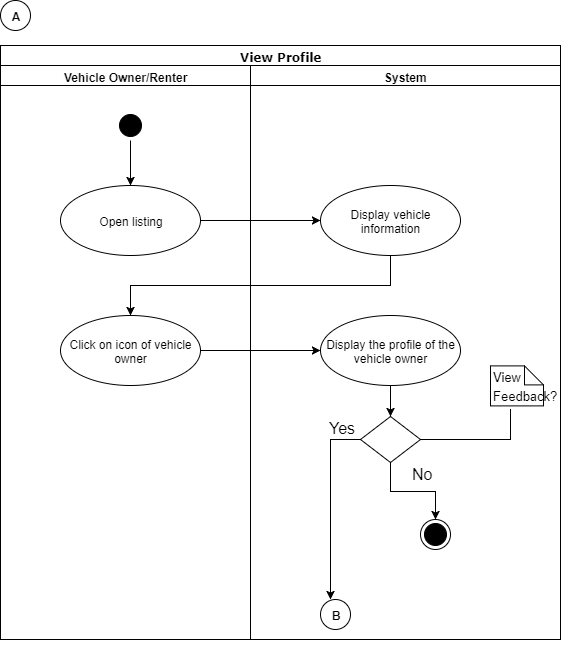 A
View Profile
Vehicle Owner/Renter
System
Open listing
Display vehicle
information
Click on icon of vehicle
owner
Display the profile of the
vehicle owner
View
Feedback?
Yes
No
B